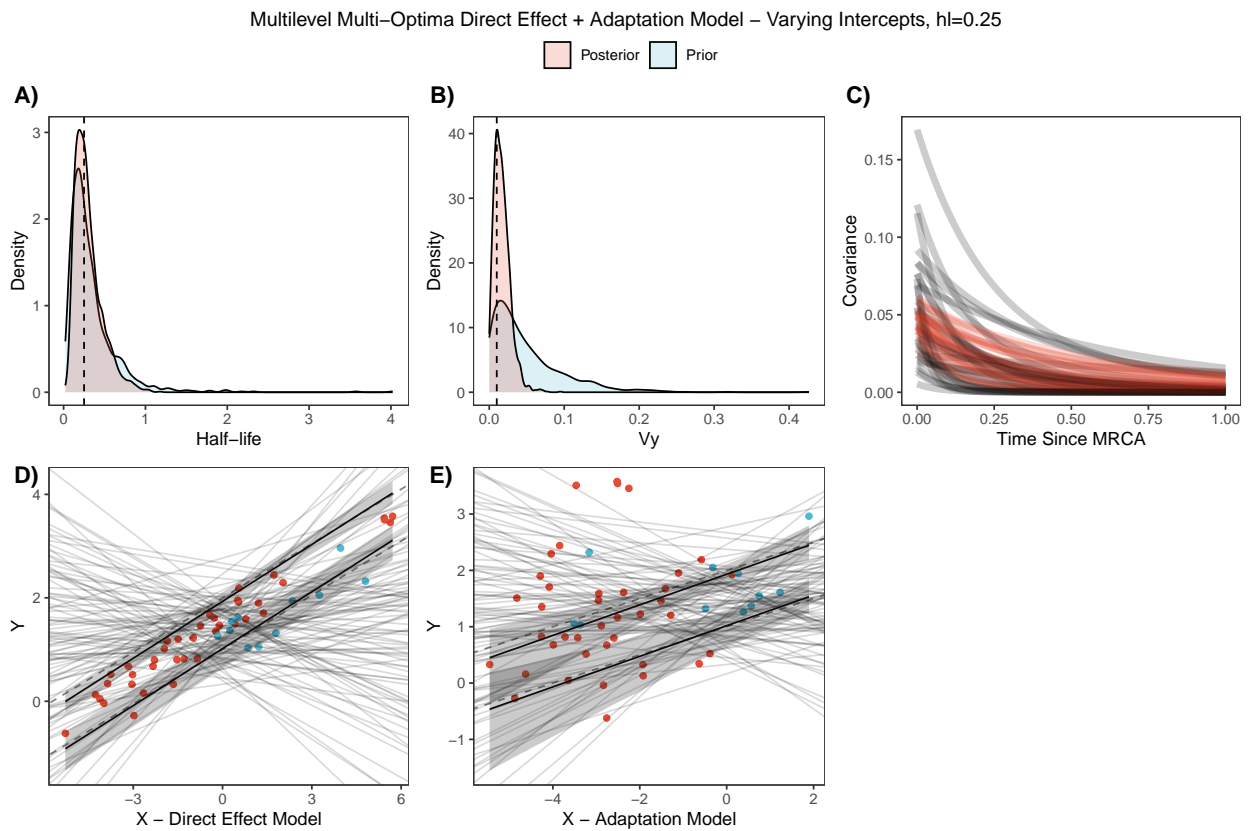 Multilevel Multi−Optima Direct Effect + Adaptation Model − Varying Intercepts, hl=0.25
Posterior Prior
A)
3
2
1
0
Density
0 1 2 3 4
Half−life
B)
40
30
20
10
0
Density
0.0 0.1 0.2 0.3 0.4
Vy
C)
0.15
0.10
0.05
0.00
Covariance
0.00 0.25 0.50 0.75 1.00
Time Since MRCA
D)
4
2
0
Y
−3 0 3 6
X − Direct Effect Model
E)
3
2
1
0
−1
Y
−4 −2 0 2
X − Adaptation Model